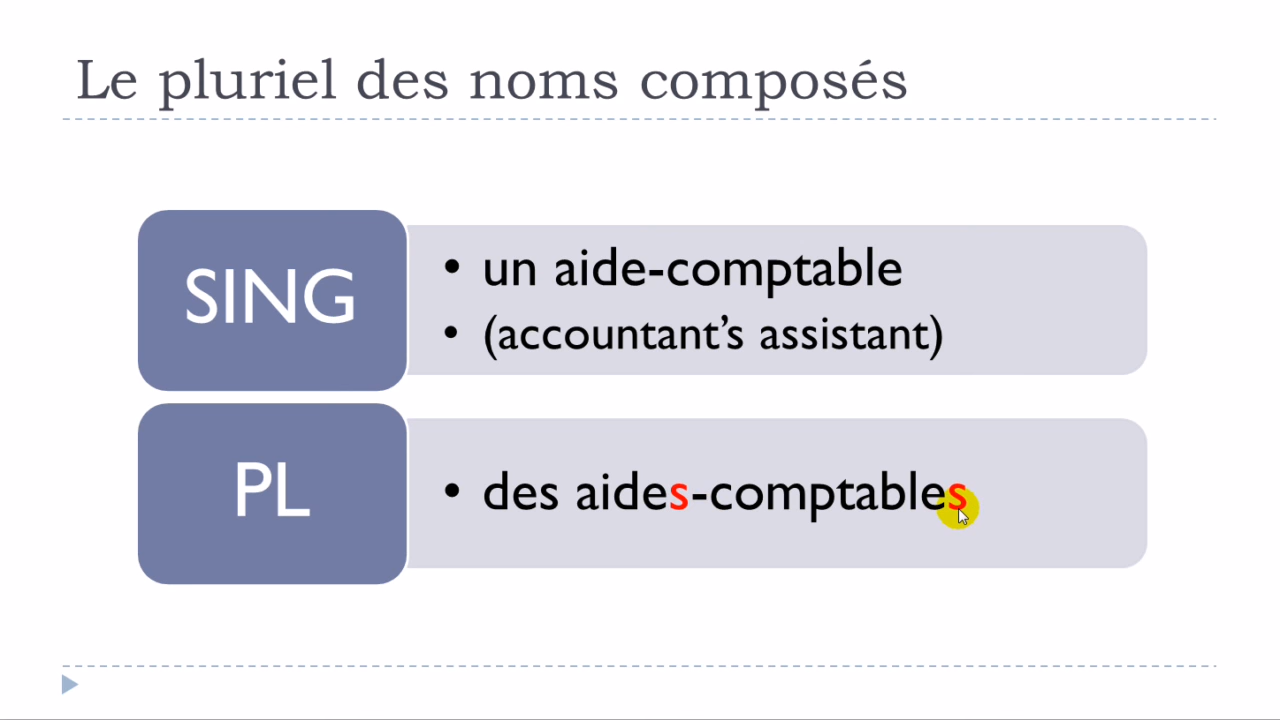 Le pluriel des noms composés
SING
• un aide-comptable
• (accountant’s assistant)
PL
• des aides-comptables